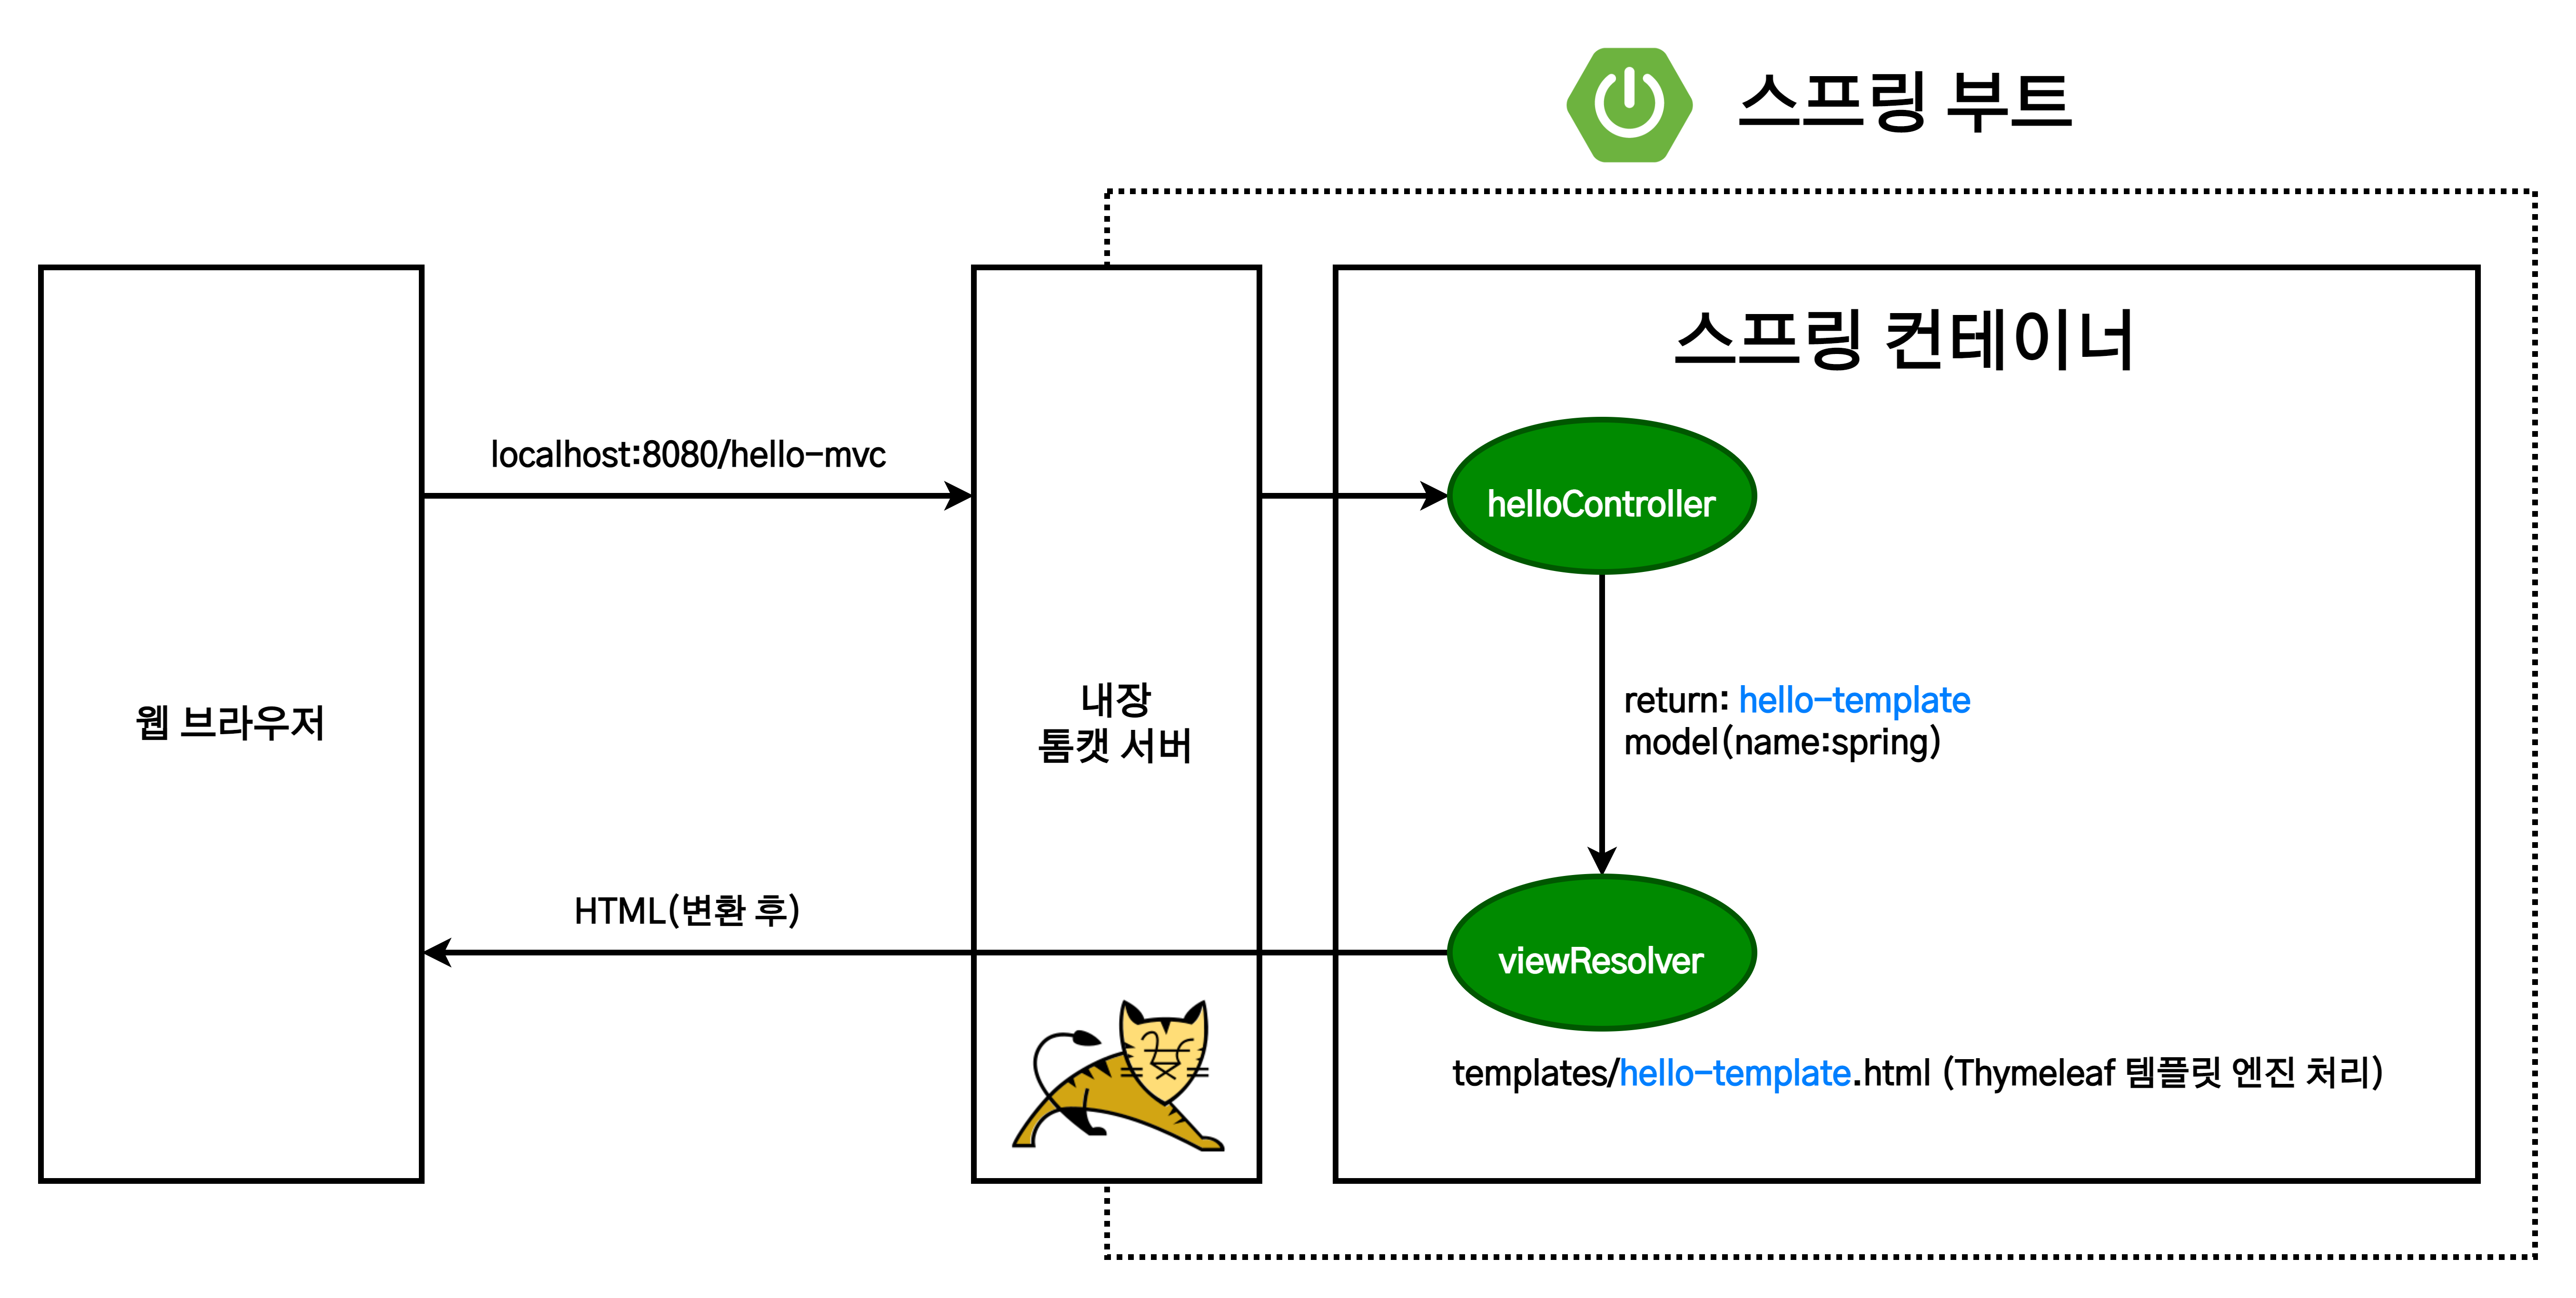 스프링 부트
스프링 컨테이너
localhost:8080/hello-mvc
helloController
웹 브라우저
내장
톰캣 서버
return: hello-template
model(name:spring)
HTML(변환 후)
viewResolver
templates/hello-template.html (Thymeleaf 템플릿 엔진 처리)